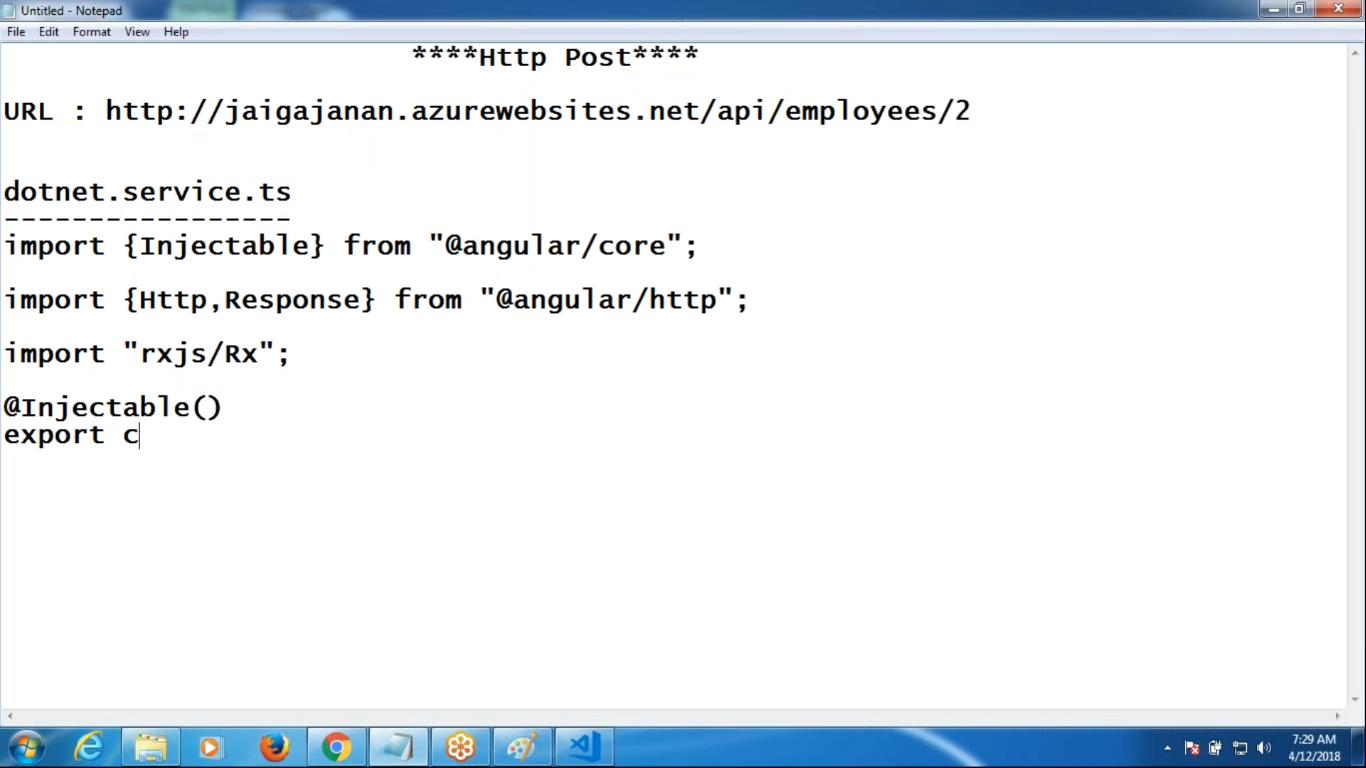 Untitled - Notepad
File Edit Format View Help
****Http Post****
URL : http://jaigajanan.azurewebsites.net/api/employees/2
dotnet.service.ts
-----------------
import {Injectable} from "@angular/core";
import {Http,Response} from "@angular/http";
import "rxjs/Rx";
@Injectable()
export c
7:29 AM
4/12/2018